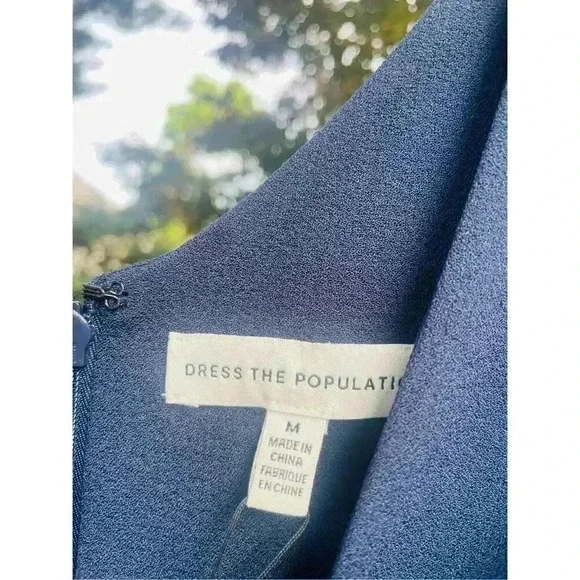 DRESS THE POPULATIO
M
MADE IN
CHINA
FABRIQUE
EN CHINE